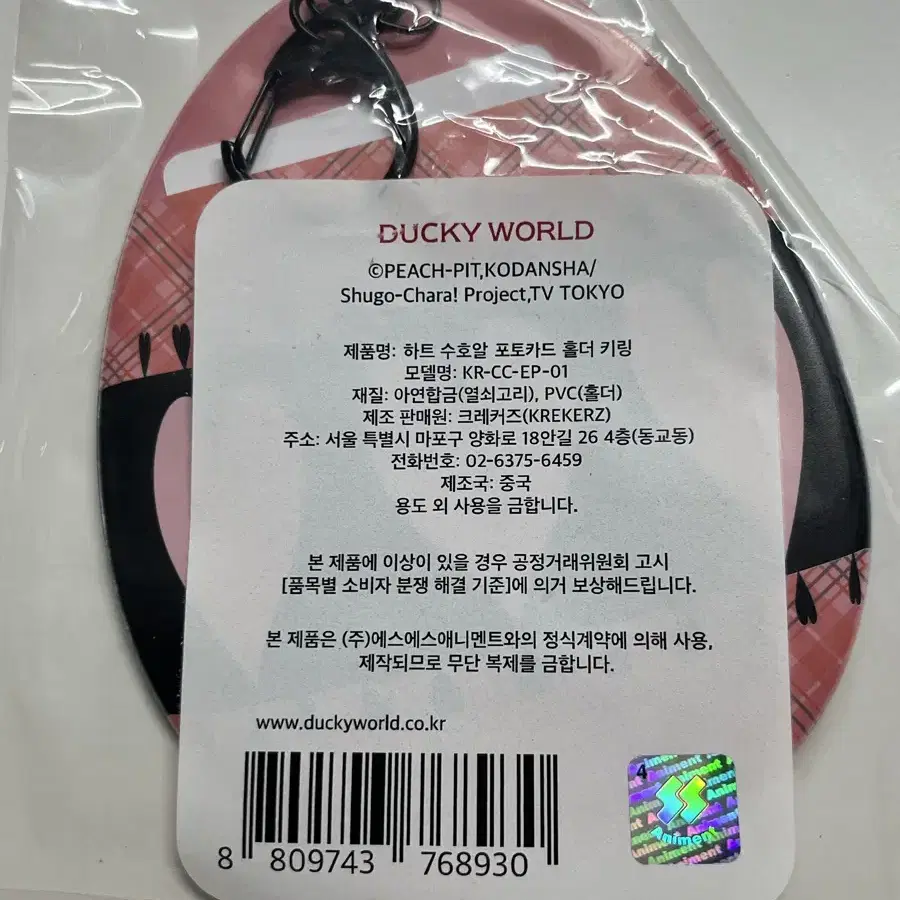 DUCKY WORLD
©PEACH-PIT,KODANSHA/
Shugo-Chara! Project,TV TOKYO
제품명: 하트 수호알 포토카드 홀더 키링
모델명: KR-CC-EP-01
재질: 아연합금(열쇠고리), PVC(홀더)
제조 판매원: 크레커즈(KREKERZ)
주소: 서울 특별시 마포구 양화로 18안길 26 4층(동교동)
전화번호: 02-6375-6459
제조국: 중국
용도 외 사용을 금합니다.
본 제품에 이상이 있을 경우 공정거래위원회 고시
[품목별 소비자 분쟁 해결 기준]에 의거 보상해드립니다.
본 제품은 (주)에스에스애니멘트와의 정식계약에 의해 사용,
제작되므로 무단 복제를 금합니다.
www.duckyworld.co.kr
8 809743 768930
4
Animent